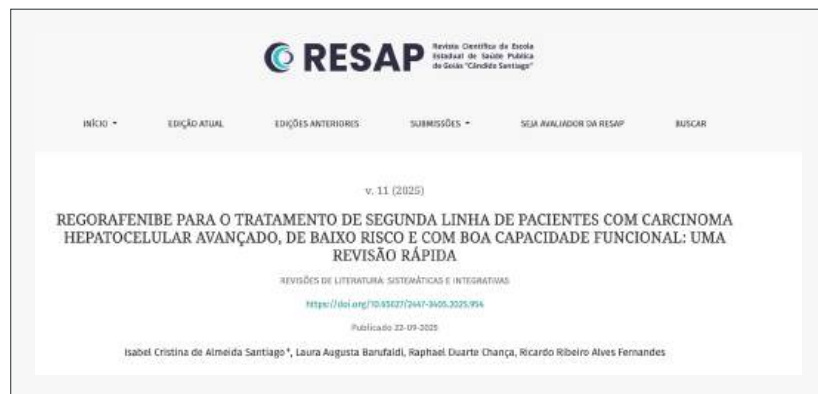 RESAP
Revista Científica da Escola
Estadual de Saúde Pública
de Goiás "Cândido Santiago"
INÍCIO
EDIÇÃO ATUAL
EDIÇÕES ANTERIORES
SUBMISSÕES
SEJA AVALIADOR DA RESAP
BUSCAR
v. 11 (2025)
REGORAFENIBE PARA O TRATAMENTO DE SEGUNDA LINHA DE PACIENTES COM CARCINOMA
HEPATOCELULAR AVANÇADO, DE BAIXO RISCO E COM BOA CAPACIDADE FUNCIONAL: UMA
REVISÃO RÁPIDA
REVISÕES DE LITERATURA: SISTEMÁTICAS E INTEGRATIVAS
Publicado 22-09-2025
Isabel Cristina de Almeida Santiago*, Laura Augusta Barufaldi, Raphael Duarte Chança, Ricardo Ribeiro Alves Fernandes